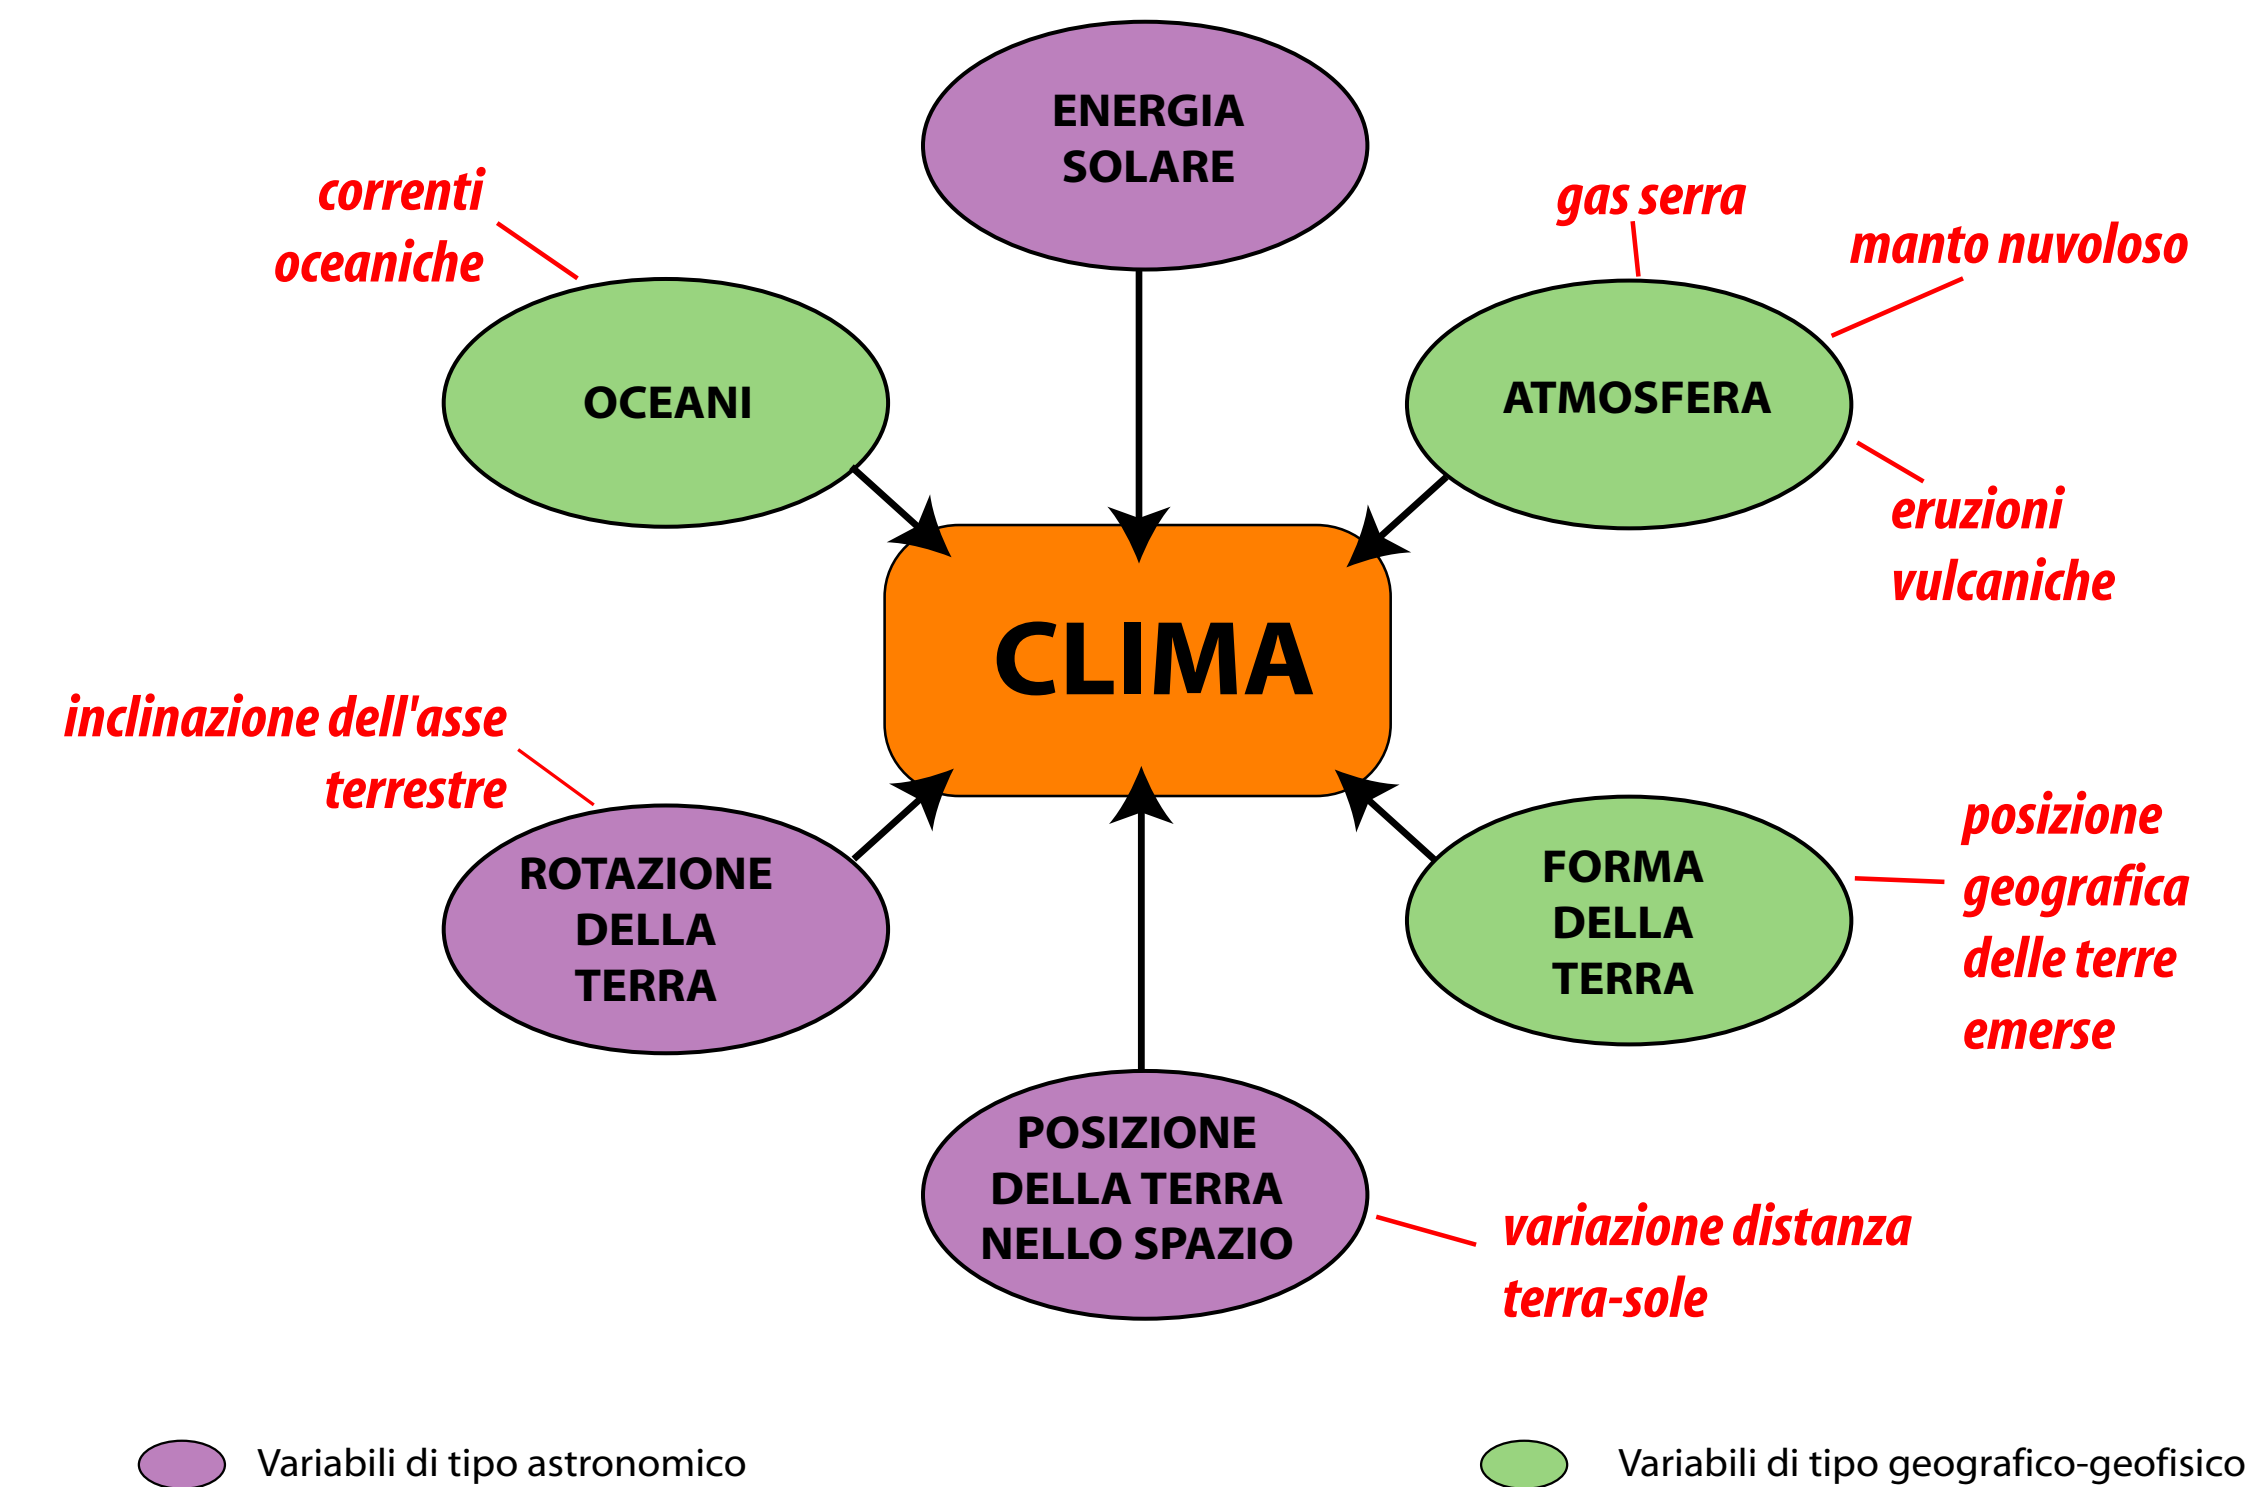 ENERGIA
SOLARE
correnti
oceaniche
gas serra
manto nuvoloso
OCEANI
ATMOSFERA
eruzioni
vulcaniche
CLIMA
inclinazione dell'asse
terrestre
ROTAZIONE
DELLA
TERRA
FORMA
DELLA
TERRA
posizione
geografica
delle terre
emerse
POSIZIONE
DELLA TERRA
NELLO SPAZIO
variazione distanza
terra-sole
Variabili di tipo astronomico
Variabili di tipo geografico-geofisico